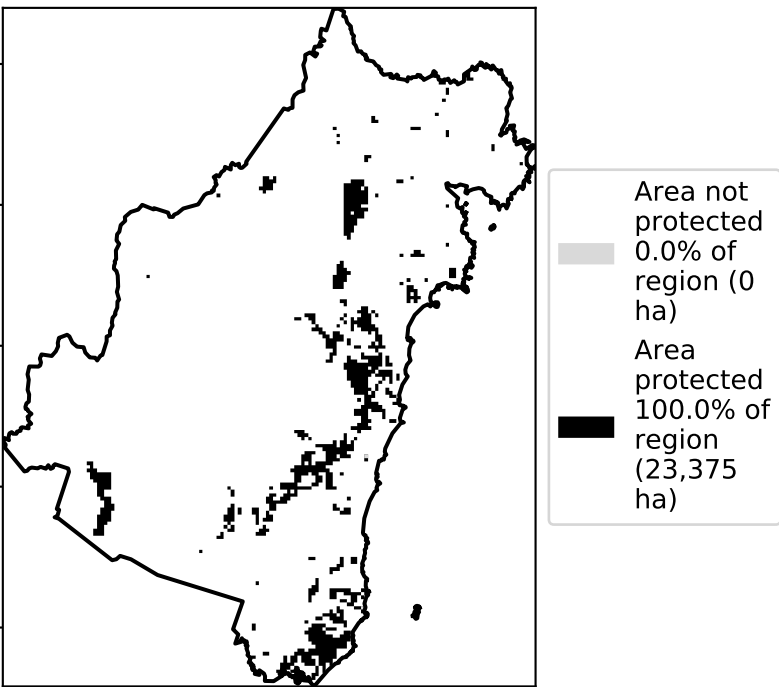 Area not
protected
0.0% of
region (0
ha)
Area
protected
100.0% of
region
(23,375
ha)